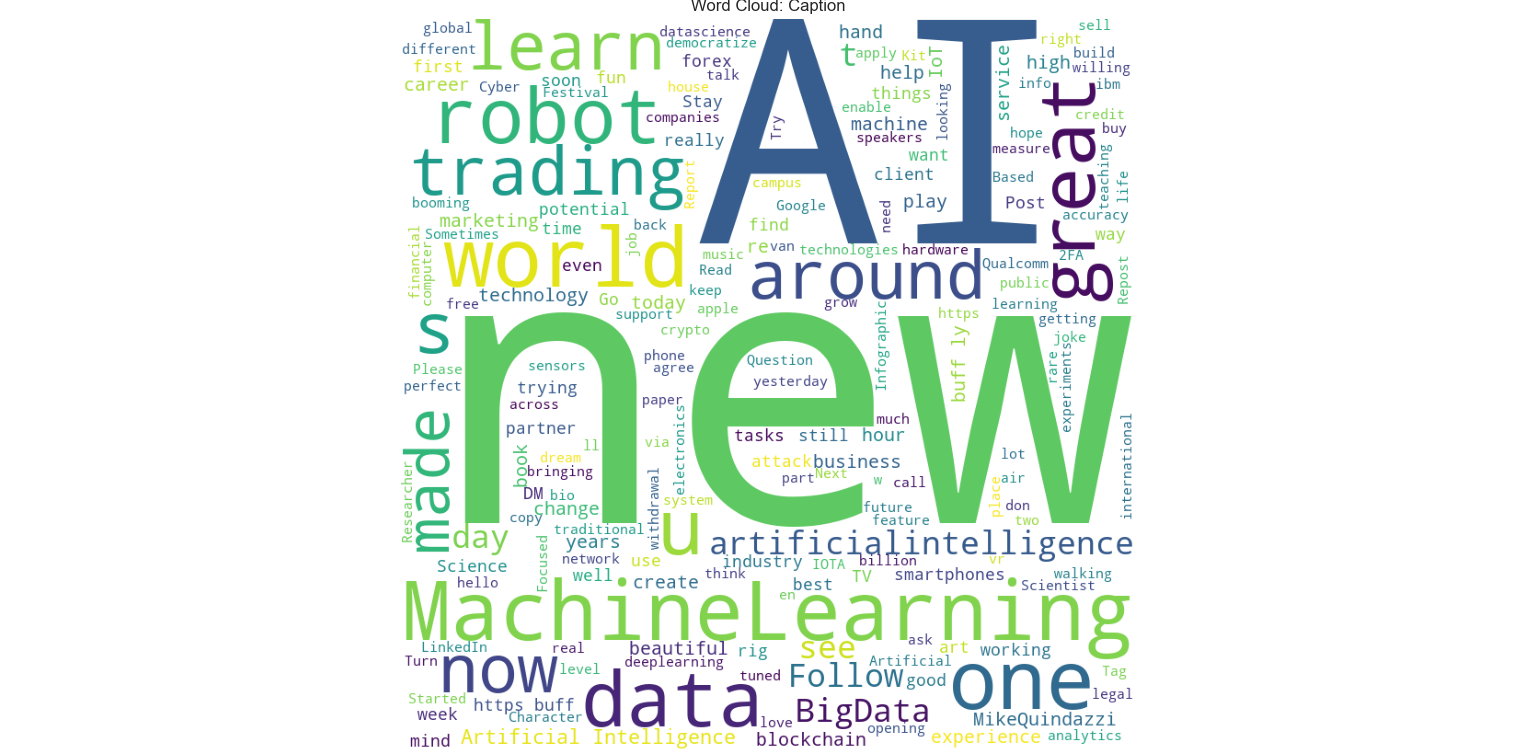 Word Cloud: Caption
global
learn
datascience
AI
hand
sell
different
democratize
t
apply
Kit
IoT
right
build
first
forex
help
high
willing
career
Cyber
soon
fun
talk
service
info
ibm
Festival
house
Stay
things
looking
great
credit
robot
companies
Try
enable
machine
hope
buy
really
speakers
measure
trading
Report
want
teaching
campus
client
Based
life
booming
potential
Google
need
play
Post
accuracy
marketing
time
back
find
way
Sometimes
job
re
van
technologies
hardware
2FA
financial
computer
world
even
music
around
Qualcomm
Repost
Read
public
technology
Go
today
keep
free
support
apple
grow
learning
s
new
crypto
Infographic
https
getting
buff ly
joke
Please
sensors
phone
agree
Question
rare
experiments
perfect
trying
yesterday
across
paper
much
made
partner
electronics
tasks
still
hour
international
book
ll
via
lot
dream
attack
business
bringing
part
Next
w
call
air
Researcher
DM
bio
withdrawal
system
place
don
copy
change
u
future
feature
two
day
traditional
years
artificialintelligence
Science
Focused
network
use
industry
IOTA
billion
vr
hello
well
create
think
best
TV
smartphones
walking
Scientist
en
MachineLearning
LinkedIn
real
beautiful
rig
see
ask
art
working
Turn
now
level
deeplearning
tuned
Follow
Artificial
good
one
Tag
legal
Started
https buff
data
BigData
week
Character
love
opening
MikeQuindazzi
mind
Artificial Intelligence
blockchain
experience
analytics